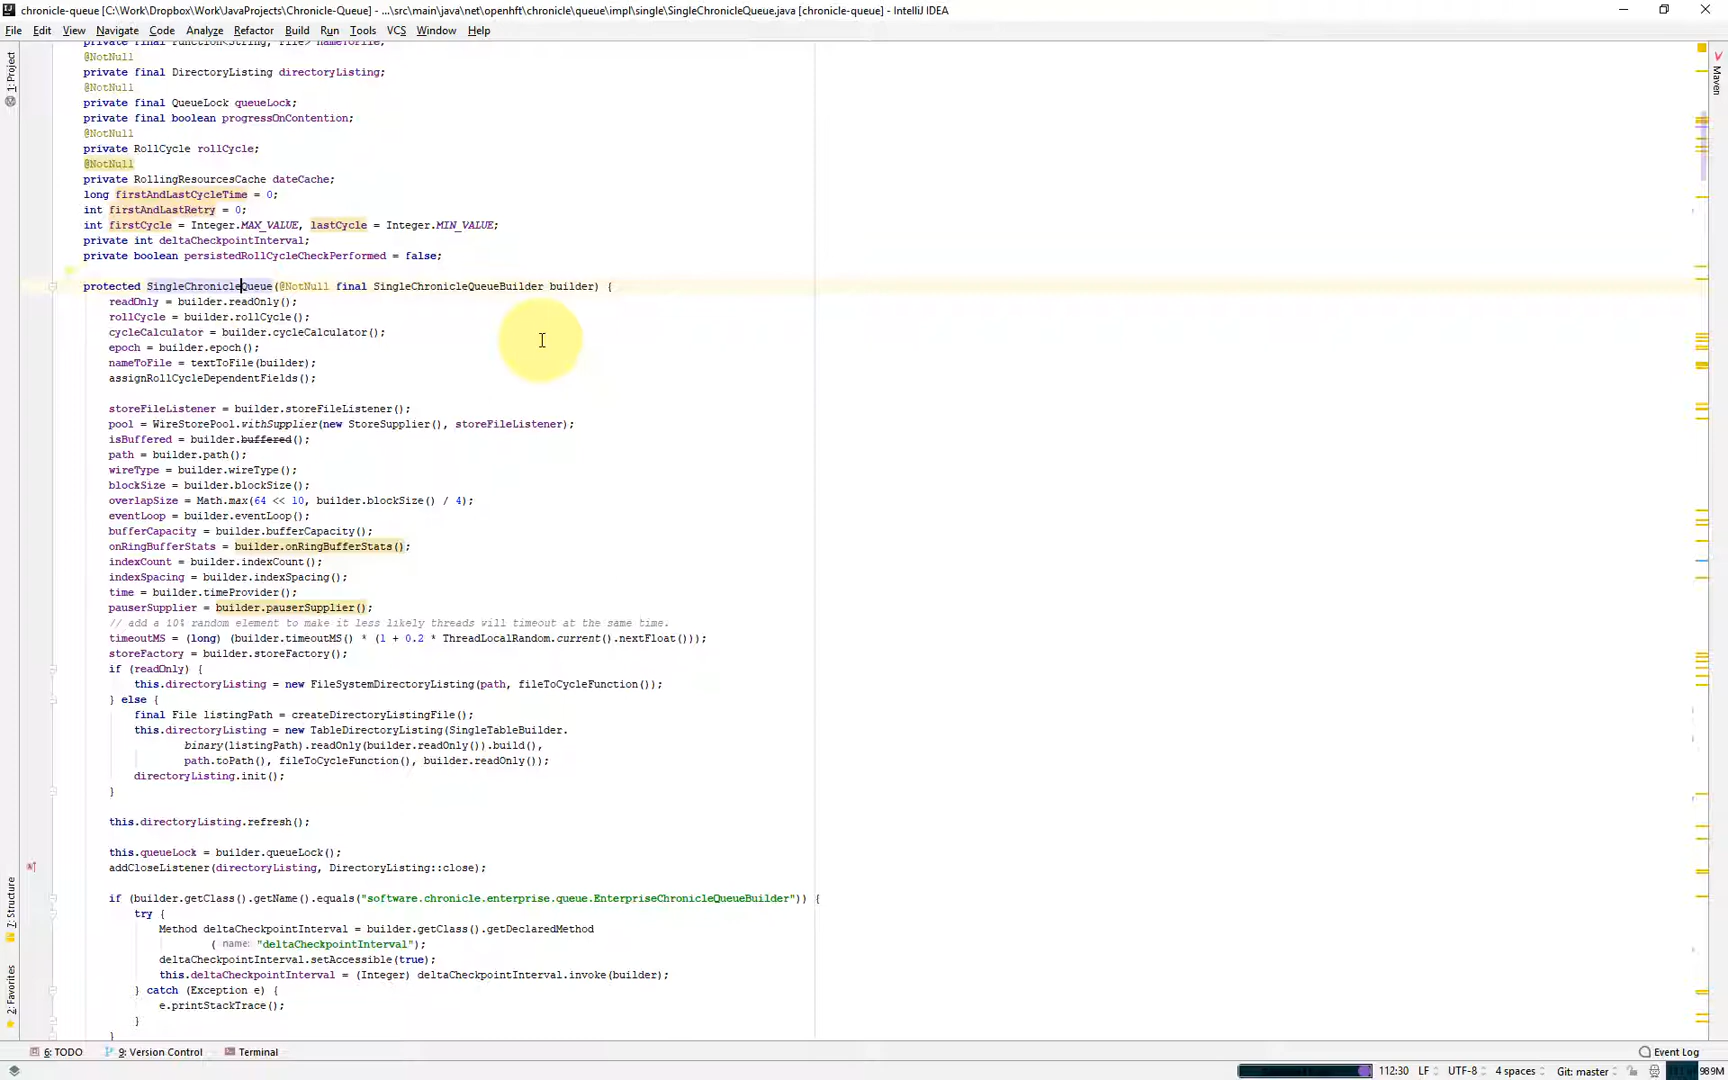 chronicle-queue [C:\Work\Dropbox\Work\JavaProjects\Chronicle-Queue] - ...\src\main\java\net\openhft\chronicle\queue\impl\single\SingleChronicleQueue.java [chronicle-queue] - IntelliJ IDEA
File Edit View Navigate Code Analyze Refactor Build Run Tools VCS Window Help
1: Project
Maven
private final Function<String, File> nameToFile;
@NotNull
private final DirectoryListing directoryListing;
@NotNull
private final QueueLock queueLock;
private final boolean progressOnContention;
@NotNull
private RollCycle rollCycle;
@NotNull
private RollingResourcesCache dateCache;
long firstAndLastCycleTime = 0;
int firstAndLastRetry = 0;
int firstCycle = Integer.MAX_VALUE, lastCycle = Integer.MIN_VALUE;
private int deltaCheckpointInterval;
private boolean persistedRollCycleCheckPerformed = false;
protected SingleChronicleQueue(@NotNull final SingleChronicleQueueBuilder builder) {
readOnly = builder.readOnly();
rollCycle = builder.rollCycle();
cycleCalculator = builder.cycleCalculator();
epoch = builder.epoch();
nameToFile = textToFile(builder);
assignRollCycleDependentFields();
storeFileListener = builder.storeFileListener();
pool = WireStorePool.withSupplier(new StoreSupplier(), storeFileListener);
isBuffered = builder.buffered();
path = builder.path();
wireType = builder.wireType();
blockSize = builder.blockSize();
overlapSize = Math.max(64 << 10, builder.blockSize() / 4);
eventLoop = builder.eventLoop();
bufferCapacity = builder.bufferCapacity();
onRingBufferStats = builder.onRingBufferStats();
indexCount = builder.indexCount();
indexSpacing = builder.indexSpacing();
time = builder.timeProvider();
pauserSupplier = builder.pauserSupplier();
// add a 10% random element to make it less likely threads will timeout at the same time.
timeoutMS = (long) (builder.timeoutMS() * (1 + 0.2 * ThreadLocalRandom.current().nextFloat()));
storeFactory = builder.storeFactory();
if (readOnly) {
this.directoryListing = new FileSystemDirectoryListing(path, fileToCycleFunction());
} else {
final File listingPath = createDirectoryListingFile();
this.directoryListing = new TableDirectoryListing(SingleTableBuilder.
binary(listingPath).readOnly(builder.readOnly()).build(),
path.toPath(), fileToCycleFunction(), builder.readOnly());
directoryListing.init();
}
this.directoryListing.refresh();
this.queueLock = builder.queueLock();
addCloseListener(directoryListing, DirectoryListing::close);
if (builder.getClass().getName().equals("software.chronicle.enterprise.queue.EnterpriseChronicleQueueBuilder")) {
try {
Method deltaCheckpointInterval = builder.getClass().getDeclaredMethod
( name: "deltaCheckpointInterval");
deltaCheckpointInterval.setAccessible(true);
this.deltaCheckpointInterval = (Integer) deltaCheckpointInterval.invoke(builder);
} catch (Exception e) {
e.printStackTrace();
}
}
7: Structure
2: Favorites
6: TODO 9: Version Control Terminal Event Log
112:30 LF UTF-8 4 spaces Git: master